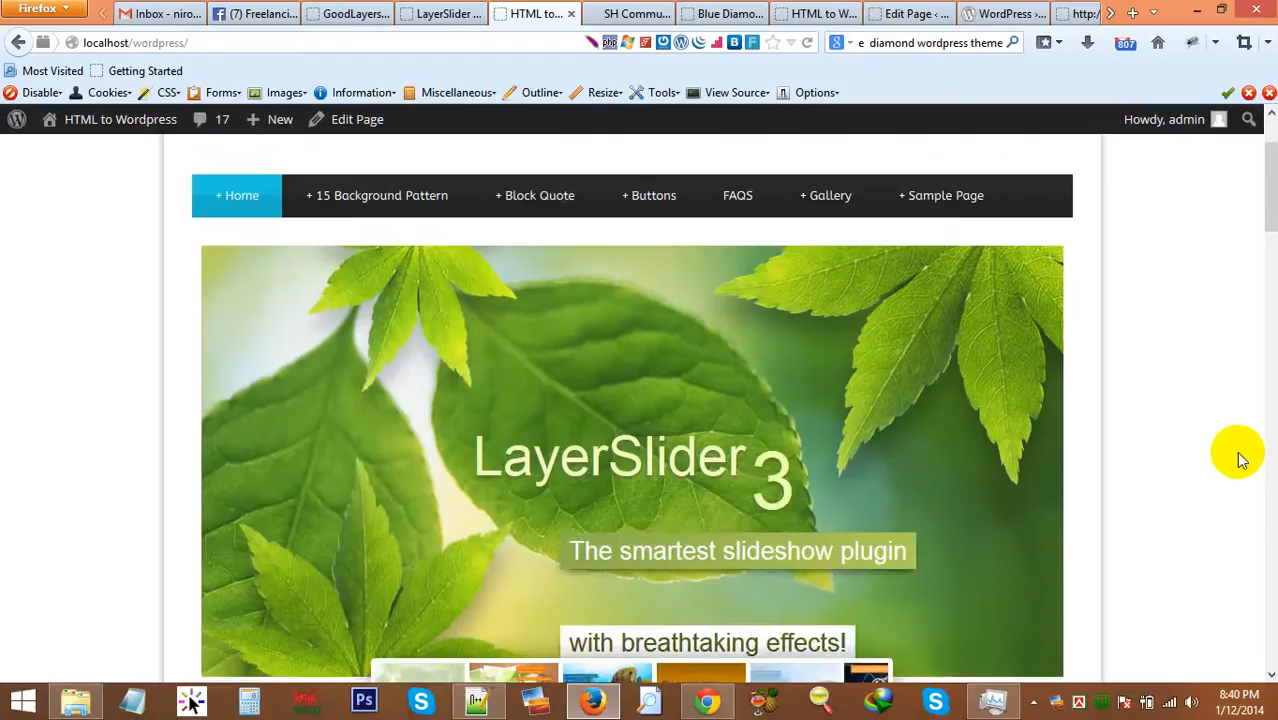 Firefox
Inbox - niro...
(7) Freelanci...
GoodLayers...
LayerSlider ...
HTML to...
SH Commu...
Blue Diamo...
HTML to W...
Edit Page ‹ ...
WordPress ›...
http:/
localhost/wordpress/
e diamond wordpress theme
807
Most Visited
Getting Started
Disable
Cookies
CSS
Forms
Images
Information
Miscellaneous
Outline
Resize
Tools
View Source
Options
HTML to Wordpress
17
+ New
Edit Page
Howdy, admin
+ Home
+ 15 Background Pattern
+ Block Quote
+ Buttons
FAQS
+ Gallery
+ Sample Page
LayerSlider 3
The smartest slideshow plugin
with breathtaking effects!
Ps
8:40 PM
1/12/2014